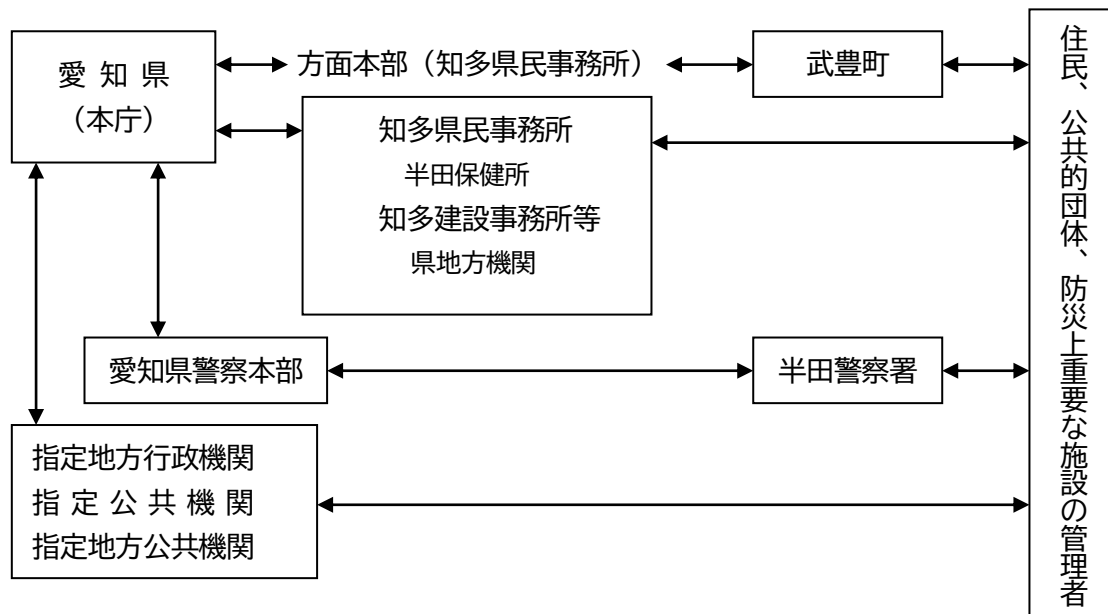 愛 知 県
（本庁）
方面本部（知多県民事務所）
武豊町
知多県民事務所
半田保健所
知多建設事務所等
県地方機関
愛知県警察本部
半田警察署
指定地方行政機関
指 定 公 共 機 関
指定地方公共機関
住民、公共的団体、防災上重要な施設の管理者